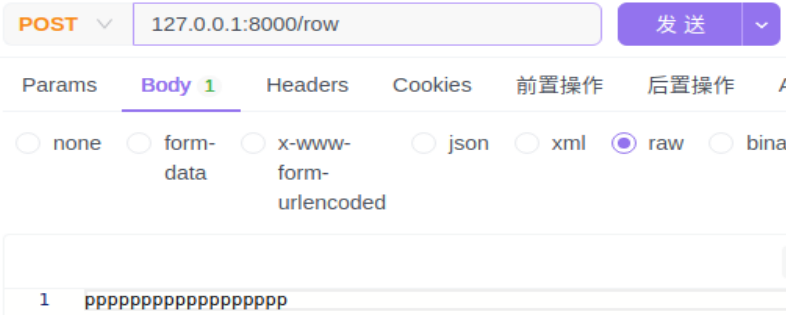 POST 127.0.0.1:8000/row 发送
Params Body 1 Headers Cookies 前置操作 后置操作
none form-data x-www-form-urlencoded json xml raw bina
1 pppppppppppppppppp